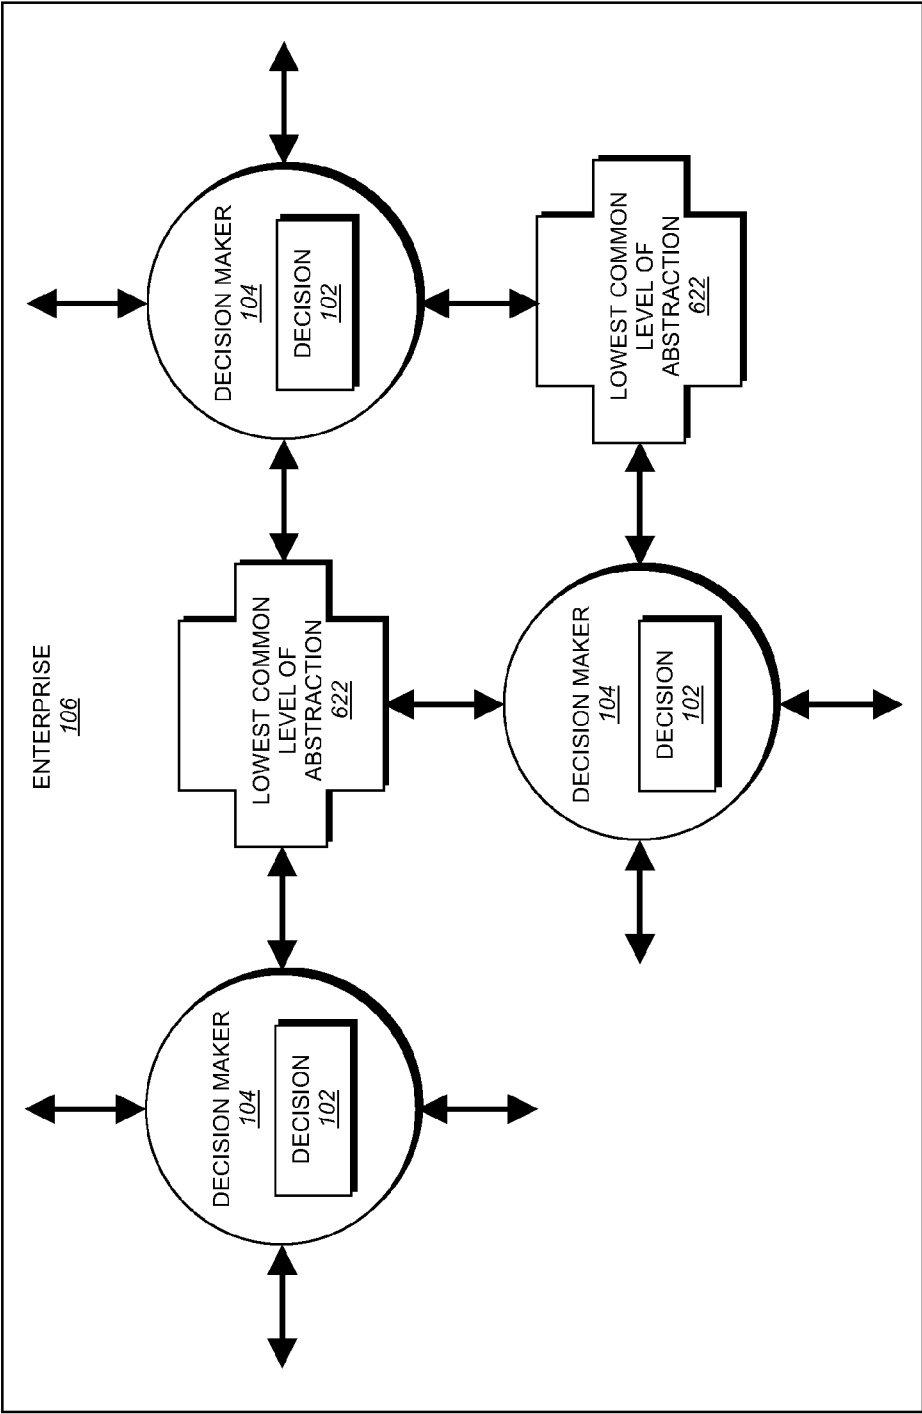 ENTERPRISE
106
DECISION MAKER
104
DECISION
102
LOWEST COMMON
LEVEL OF
ABSTRACTION
622
DECISION MAKER
104
DECISION
102
DECISION MAKER
104
DECISION
102
LOWEST COMMON
LEVEL OF
ABSTRACTION
622